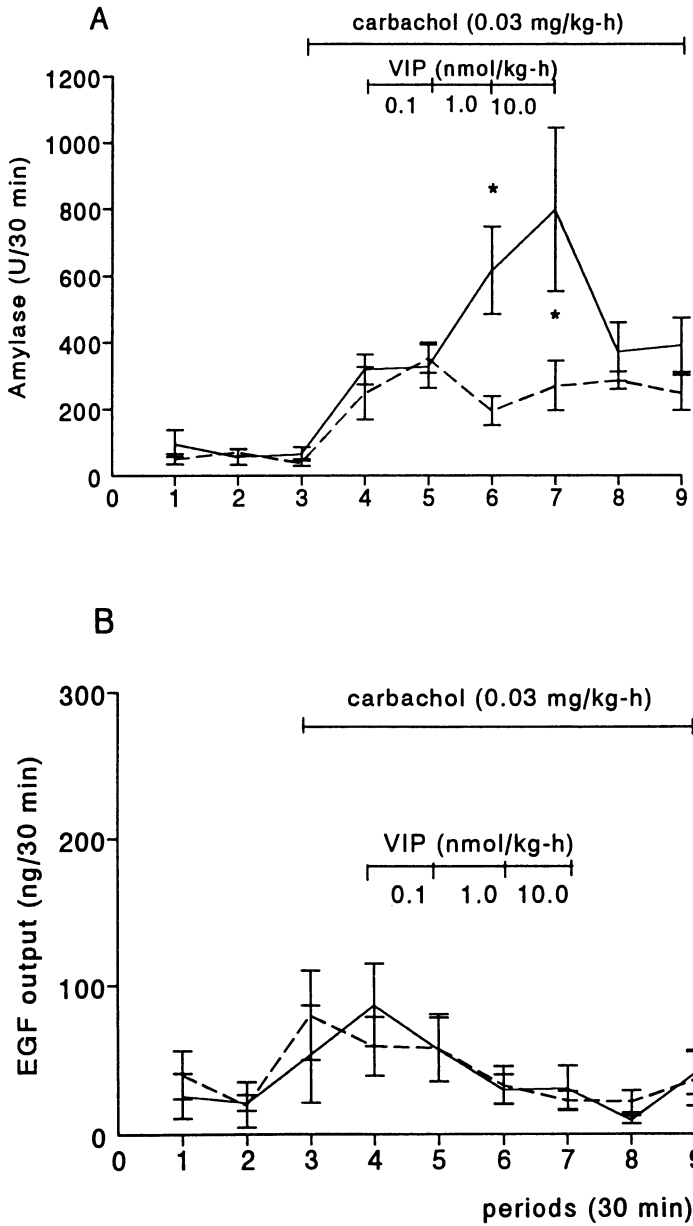 A
carbachol (0.03 mg/kg-h)
VIP (nmol/kg-h)
0.1 1.0 10.0
Amylase (U/30 min)
1200
1000
800
600
400
200
0
*
*
0 1 2 3 4 5 6 7 8 9
B
carbachol (0.03 mg/kg-h)
VIP (nmol/kg-h)
0.1 1.0 10.0
EGF output (ng/30 min)
300
200
100
0
0 1 2 3 4 5 6 7 8 9
periods (30 min)